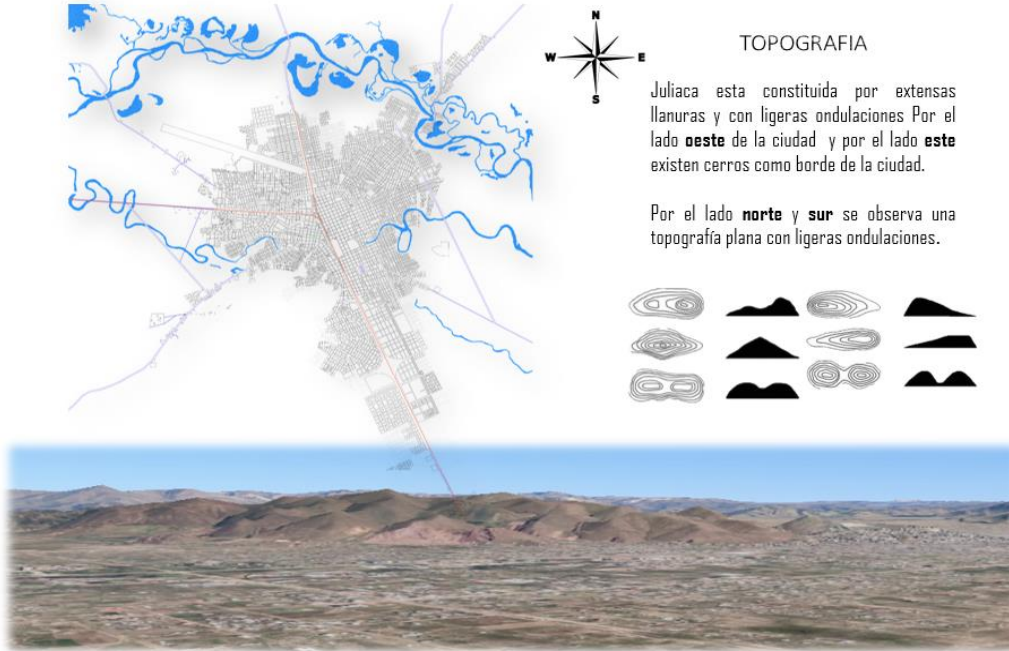 N
W E
S
TOPOGRAFIA
Juliaca esta constituida por extensas
llanuras y con ligeras ondulaciones Por el
lado oeste de la ciudad y por el lado este
existen cerros como borde de la ciudad.
Por el lado norte y sur se observa una
topografía plana con ligeras ondulaciones.